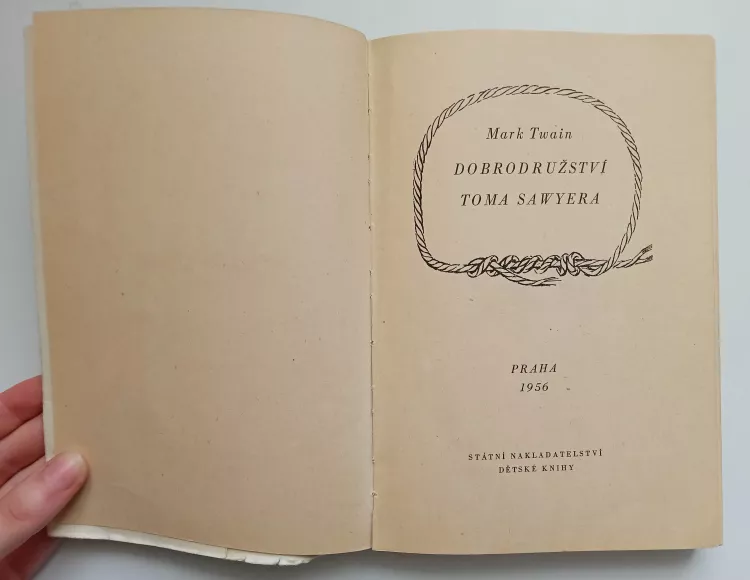 Mark Twain
DOBRODRUŽSTVÍ
TOMA SAWYERA
PRAHA
1956
STÁTNÍ NAKLADATELSTVÍ
DĚTSKÉ KNIHY